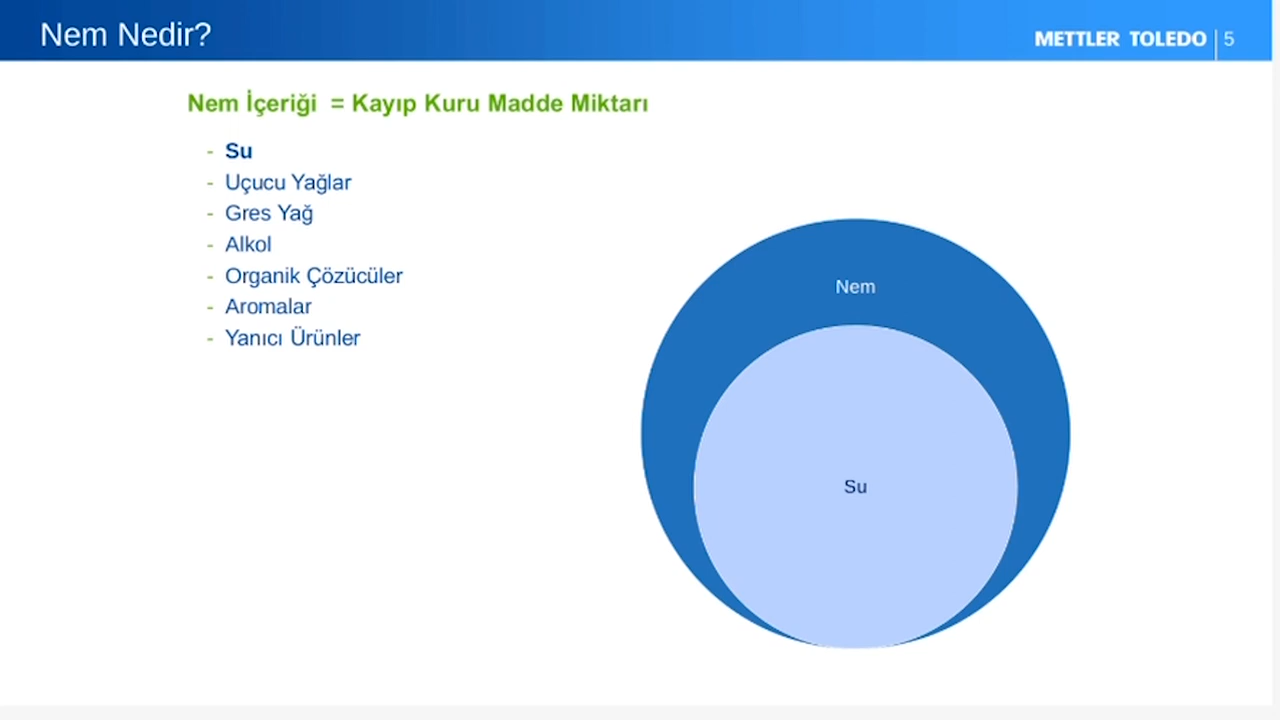 Nem Nedir?
METTLER TOLEDO 5
Nem İçeriği = Kayıp Kuru Madde Miktarı
- Su
- Uçucu Yağlar
- Gres Yağ
- Alkol
- Organik Çözücüler
- Aromalar
- Yanıcı Ürünler
Nem
Su